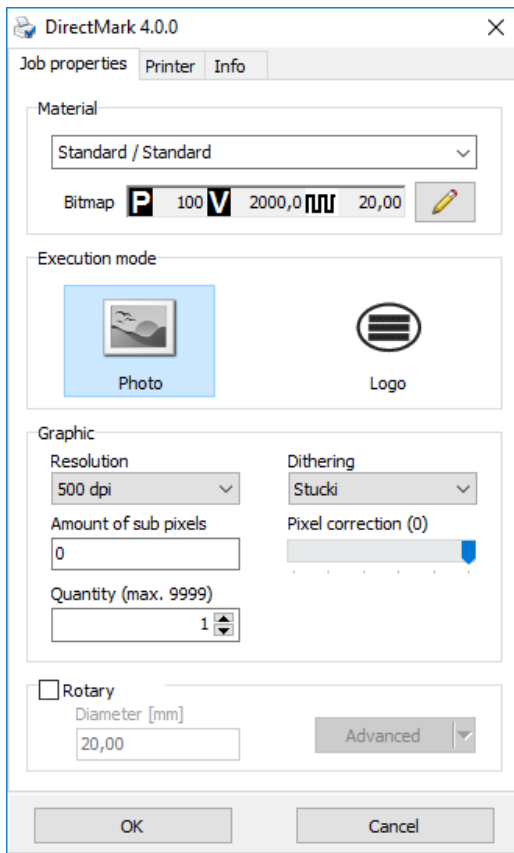 DirectMark 4.0.0
Job properties Printer Info
Material
Standard / Standard
Bitmap P 100 V 2000,0 20,00
Execution mode
Photo Logo
Graphic
Resolution Dithering
500 dpi Stucki
Amount of sub pixels Pixel correction (0)
0
Quantity (max. 9999)
1
Rotary
Diameter [mm]
20,00 Advanced
OK Cancel